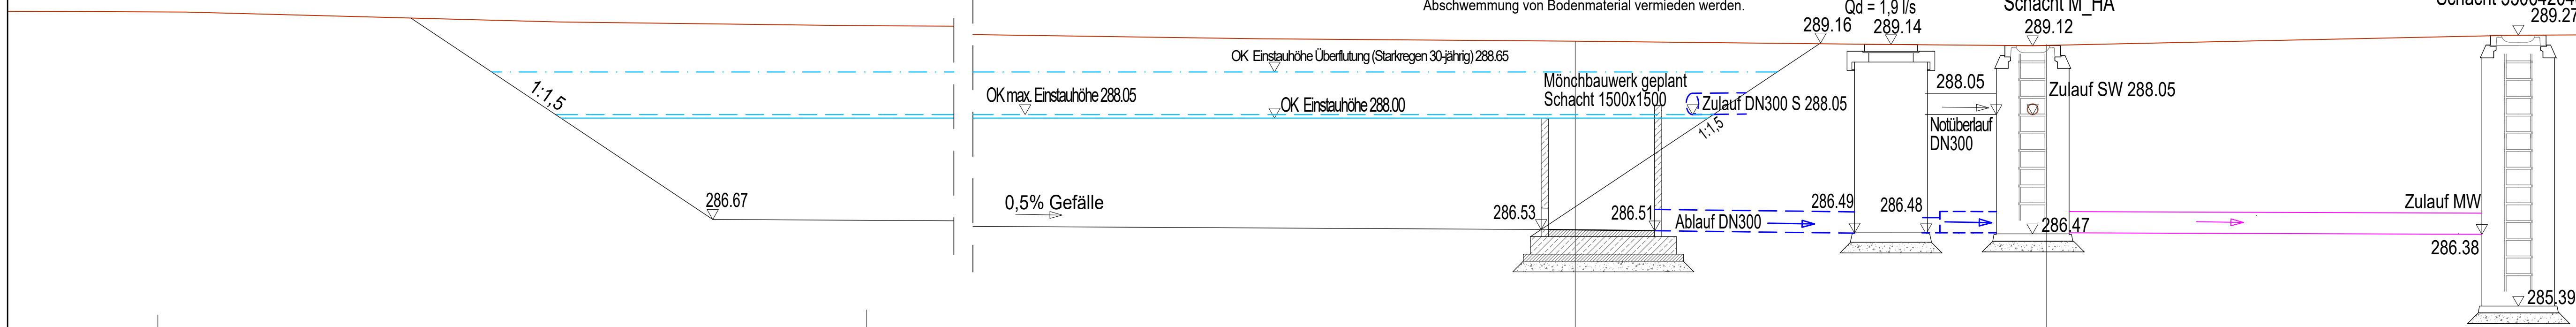 Abschwemmung von Bodenmaterial vermieden werden.
Qd = 1,9 l/s
Schacht M_HA
289.16
289.14
289.12
289.27
OK Einstauhöhe Überflutung (Starkregen 30-jährig) 288.65
1:1,5
OK max. Einstauhöhe 288.05
OK Einstauhöhe 288.00
Mönchbauwerk geplant
Schacht 1500x1500
Zulauf DN300 S 288.05
1:1,5
288.05
Zulauf SW 288.05
Notüberlauf
DN300
286.67
0,5% Gefälle
286.53
286.51
Ablauf DN300
286.49
286.48
286.47
Zulauf MW
286.38
285.39